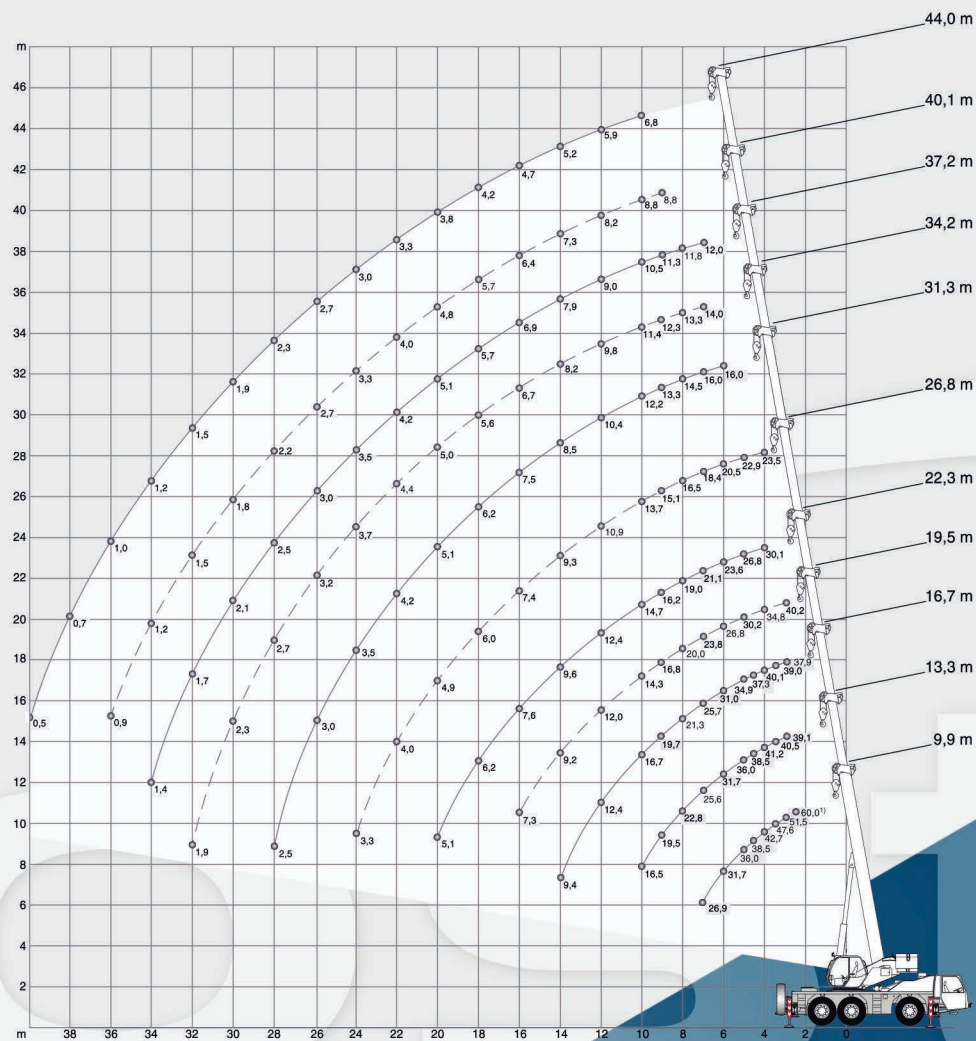 44,0 m
40,1 m
37,2 m
34,2 m
31,3 m
26,8 m
22,3 m
19,5 m
16,7 m
13,3 m
9,9 m
m
46
44
42
40
38
36
34
32
30
28
26
24
22
20
18
16
14
12
10
8
6
4
2
0,5 0,7 1,0 1,2 1,5 1,9 2,3 2,7 3,0 3,3 3,8 4,2 4,7 5,2 5,9 6,8
0,9 1,2 1,5 1,8 2,2 2,7 3,3 4,0 4,8 5,7 6,4 7,3 8,2 8,8 8,8
1,4 1,7 2,1 2,5 3,0 3,5 4,2 5,1 5,7 6,9 7,9 9,0 10,5 11,3 11,8 12,0
1,9 2,3 2,7 3,2 3,7 4,4 5,0 5,6 6,7 8,2 9,8 11,4 12,3 13,3 14,0
2,5 3,0 3,5 4,2 5,1 6,2 7,5 8,5 10,4 12,2 13,3 14,5 16,0 16,0
3,3 4,0 4,9 6,0 7,4 9,3 10,9 13,7 15,1 16,5 18,4 20,5 22,9 23,5
5,1 6,2 7,6 9,6 12,4 14,7 16,2 19,0 21,1 23,6 26,8 30,1
7,3 9,2 12,0 14,3 16,8 20,0 23,8 26,8 30,2 34,8 40,2
9,4 12,4 16,7 19,7 21,3 25,7 31,0 34,9 37,3 40,1 39,0 37,9
16,5 19,5 22,8 25,6 31,7 36,0 38,5 41,2 40,5 39,1
26,9 31,7 36,0 38,5 42,7 47,6 51,5 60,0¹⁾
m 38 36 34 32 30 28 26 24 22 20 18 16 14 12 10 8 6 4 2 0